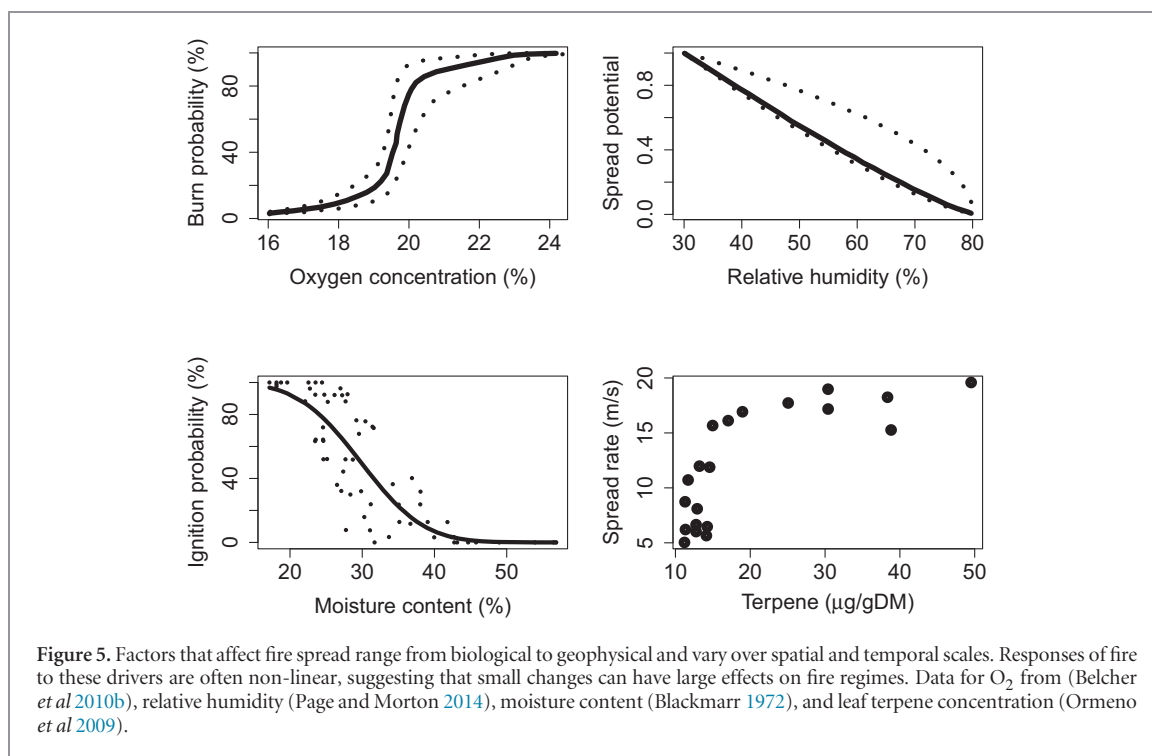 Burn probability (%)
0 40 80
16 18 20 22 24
Oxygen concentration (%)
Spread potential
0.0 0.4 0.8
30 40 50 60 70 80
Relative humidity (%)
Ignition probability (%)
0 40 80
20 30 40 50
Moisture content (%)
Spread rate (m/s)
5 10 15 20
10 20 30 40 50
Terpene (μg/gDM)
Figure 5. Factors that affect fire spread range from biological to geophysical and vary over spatial and temporal scales. Responses of fire
to these drivers are often non-linear, suggesting that small changes can have large effects on fire regimes. Data for O₂ from (Belcher
et al 2010b), relative humidity (Page and Morton 2014), moisture content (Blackmarr 1972), and leaf terpene concentration (Ormeno
et al 2009).